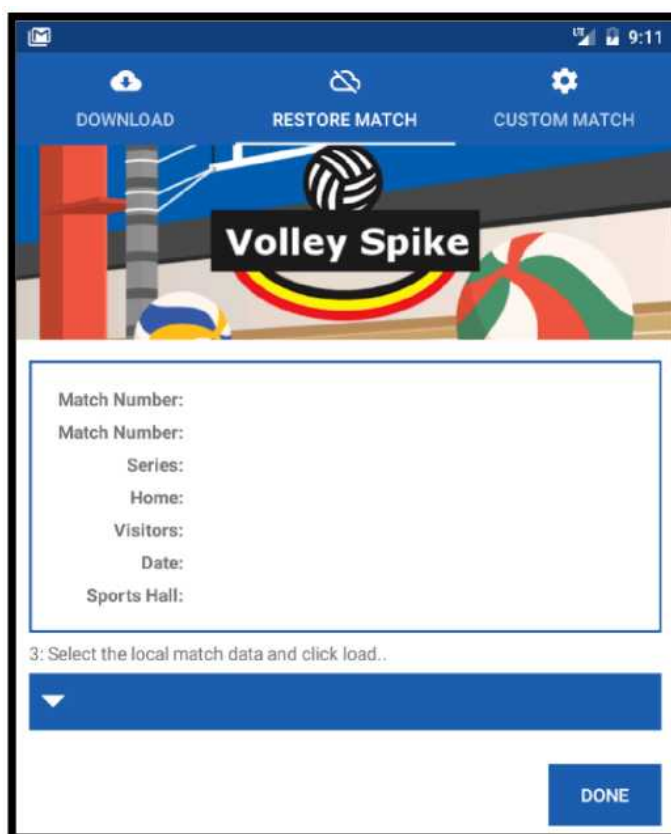 9:11
DOWNLOAD
RESTORE MATCH
CUSTOM MATCH
Volley Spike
Match Number:
Match Number:
Series:
Home:
Visitors:
Date:
Sports Hall:
3: Select the local match data and click load..
DONE